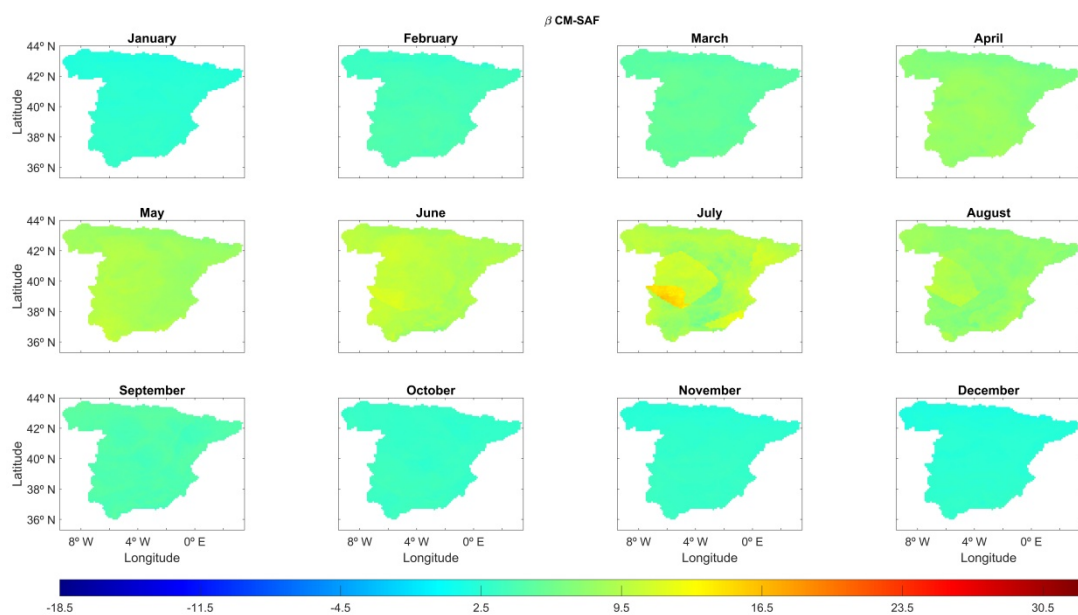 β CM-SAF
January February March April
44º N
42º N
40º N
38º N
36º N
Latitude
May June July August
44º N
42º N
40º N
38º N
36º N
Latitude
September October November December
44º N
42º N
40º N
38º N
36º N
Latitude
8º W 4º W 0º E 8º W 4º W 0º E 8º W 4º W 0º E 8º W 4º W 0º E
Longitude Longitude Longitude Longitude
-18.5 -11.5 -4.5 2.5 9.5 16.5 23.5 30.5